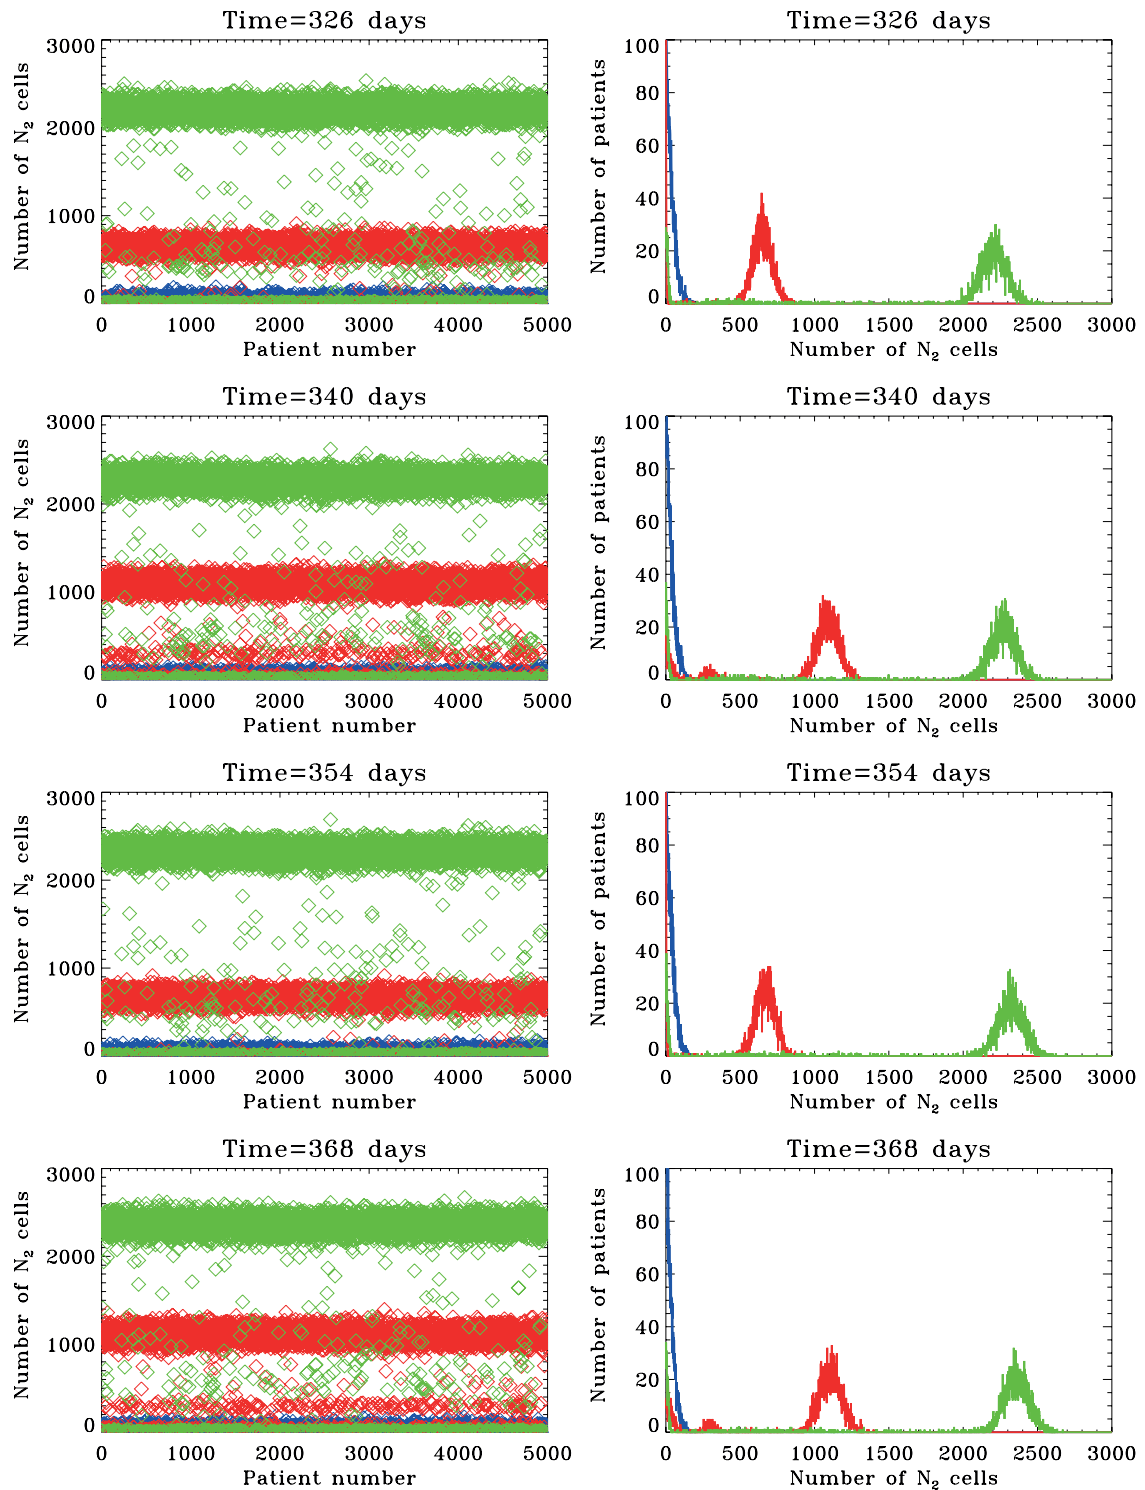 Time=326 days
Number of N₂ cells
3000
2000
1000
0
0 1000 2000 3000 4000 5000
Patient number
Time=326 days
Number of patients
100
80
60
40
20
0
0 500 1000 1500 2000 2500 3000
Number of N₂ cells
Time=340 days
Number of N₂ cells
3000
2000
1000
0
0 1000 2000 3000 4000 5000
Patient number
Time=340 days
Number of patients
100
80
60
40
20
0
0 500 1000 1500 2000 2500 3000
Number of N₂ cells
Time=354 days
Number of N₂ cells
3000
2000
1000
0
0 1000 2000 3000 4000 5000
Patient number
Time=354 days
Number of patients
100
80
60
40
20
0
0 500 1000 1500 2000 2500 3000
Number of N₂ cells
Time=368 days
Number of N₂ cells
3000
2000
1000
0
0 1000 2000 3000 4000 5000
Patient number
Time=368 days
Number of patients
100
80
60
40
20
0
0 500 1000 1500 2000 2500 3000
Number of N₂ cells